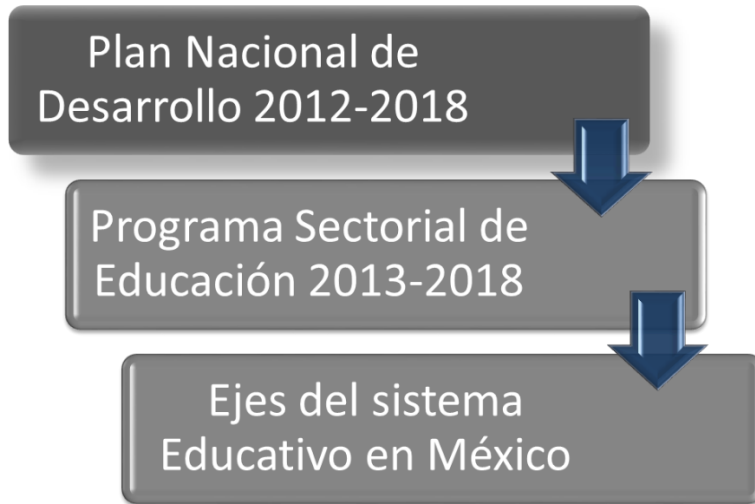 Plan Nacional de
Desarrollo 2012-2018
Programa Sectorial de
Educación 2013-2018
Ejes del sistema
Educativo en México